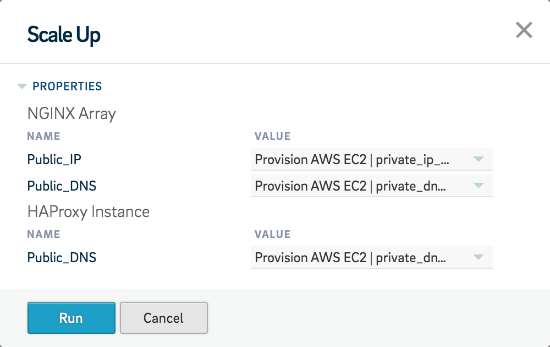 Scale Up
PROPERTIES
NGINX Array
NAME VALUE
Public_IP Provision AWS EC2 | private_ip_...
Public_DNS Provision AWS EC2 | private_dn...
HAProxy Instance
NAME VALUE
Public_DNS Provision AWS EC2 | private_dn...
Run Cancel